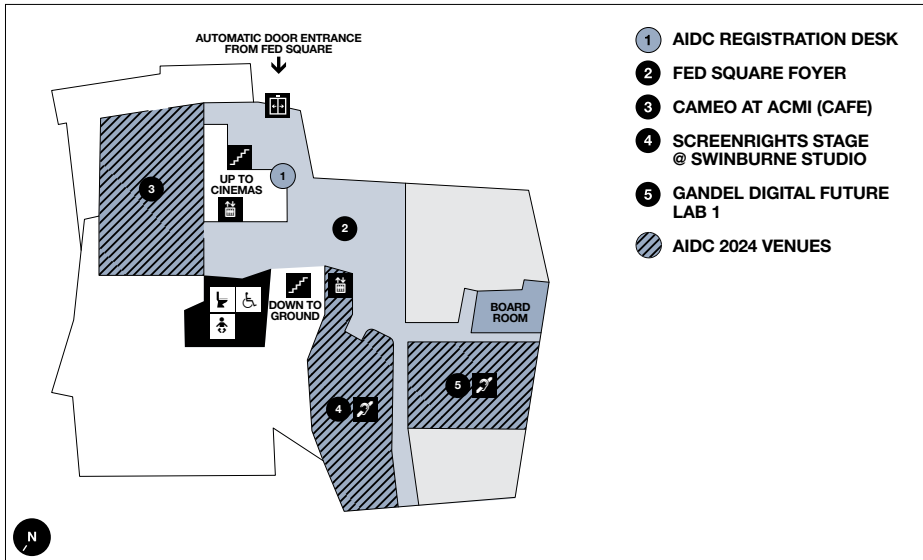 AUTOMATIC DOOR ENTRANCE
FROM FED SQUARE
3
UP TO
CINEMAS
1
2
DOWN TO
GROUND
BOARD
ROOM
4
5
N
1 AIDC REGISTRATION DESK
2 FED SQUARE FOYER
3 CAMEO AT ACMI (CAFE)
4 SCREENRIGHTS STAGE
@ SWINBURNE STUDIO
5 GANDEL DIGITAL FUTURE
LAB 1
AIDC 2024 VENUES